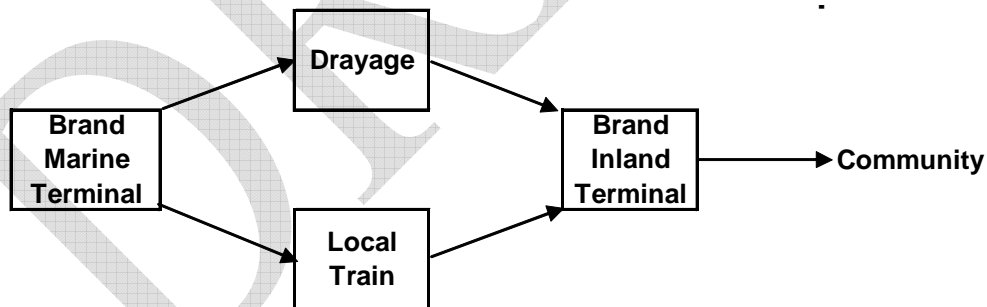 Drayage
Brand
Marine
Terminal
Brand
Inland
Terminal
Community
Local
Train